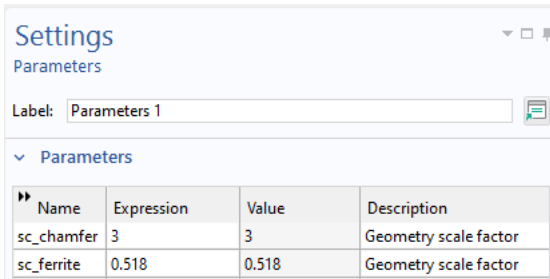 Settings
Parameters
Label: Parameters 1
Parameters
Name Expression Value Description
sc_chamfer 3 3 Geometry scale factor
sc_ferrite 0.518 0.518 Geometry scale factor